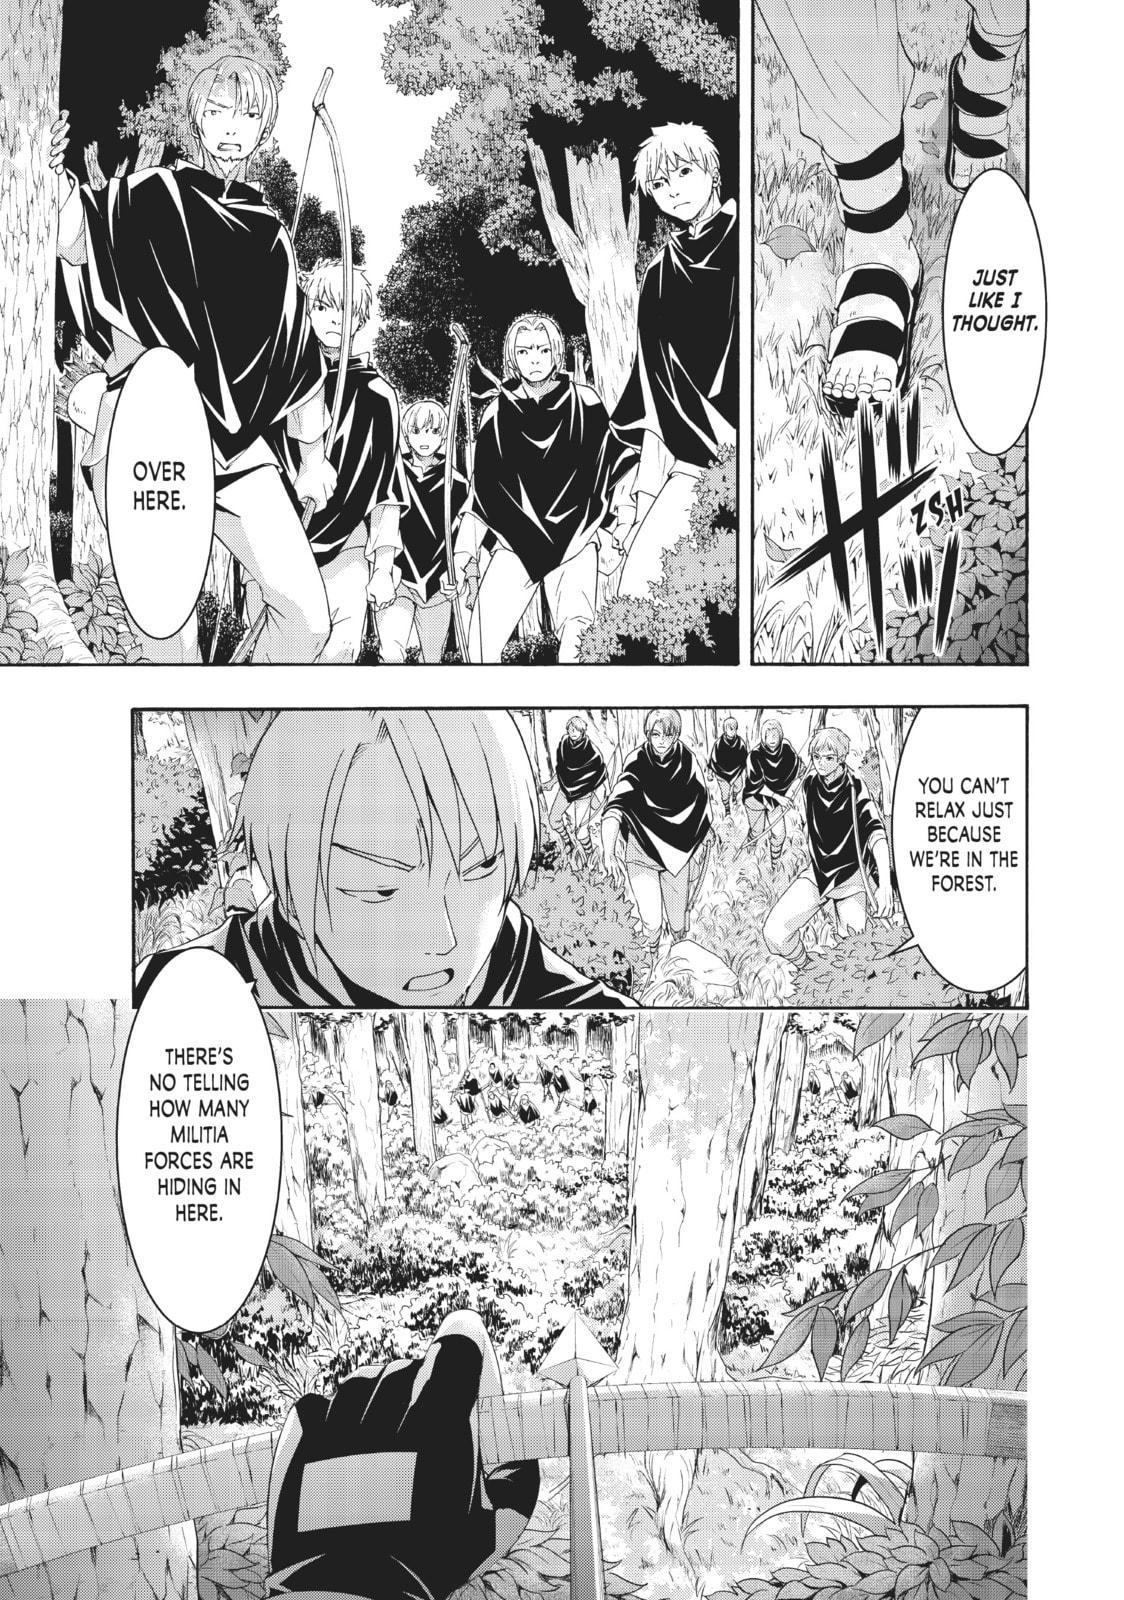 JUST
LIKE I
THOUGHT.
ZSH
OVER
HERE.
YOU CAN'T
RELAX JUST
BECAUSE
WE'RE IN THE
FOREST.
THERE'S
NO TELLING
HOW MANY
MILITIA
FORCES ARE
HIDING IN
HERE.